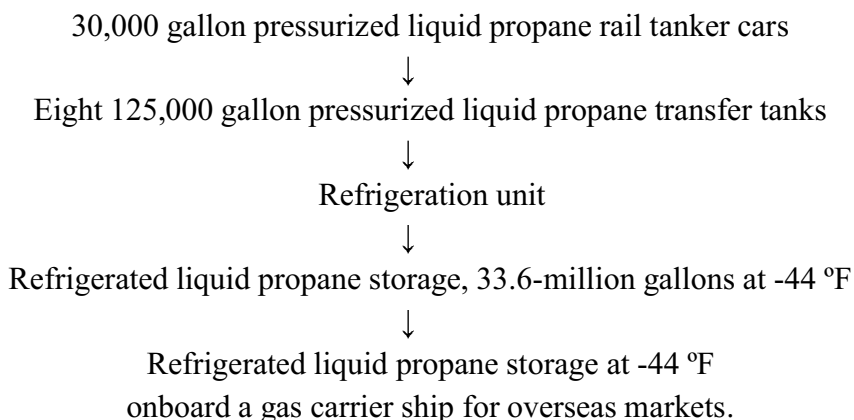 30,000 gallon pressurized liquid propane rail tanker cars
↓
Eight 125,000 gallon pressurized liquid propane transfer tanks
↓
Refrigeration unit
↓
Refrigerated liquid propane storage, 33.6-million gallons at -44 ºF
↓
Refrigerated liquid propane storage at -44 ºF
onboard a gas carrier ship for overseas markets.